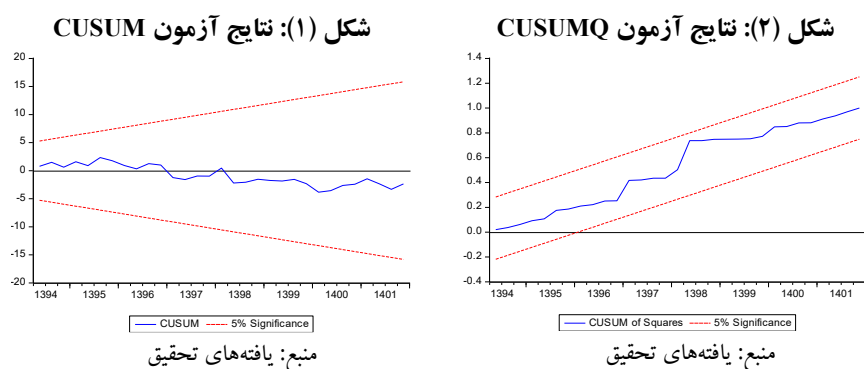 شکل (۱): نتایج آزمون CUSUM
20
15
10
5
0
-5
-10
-15
-20
1394 1395 1396 1397 1398 1399 1400 1401
CUSUM 5% Significance
منبع: یافته‌های تحقیق
شکل (۲): نتایج آزمون CUSUMQ
1.4
1.2
1.0
0.8
0.6
0.4
0.2
0.0
-0.2
-0.4
1394 1395 1396 1397 1398 1399 1400 1401
CUSUM of Squares 5% Significance
منبع: یافته‌های تحقیق